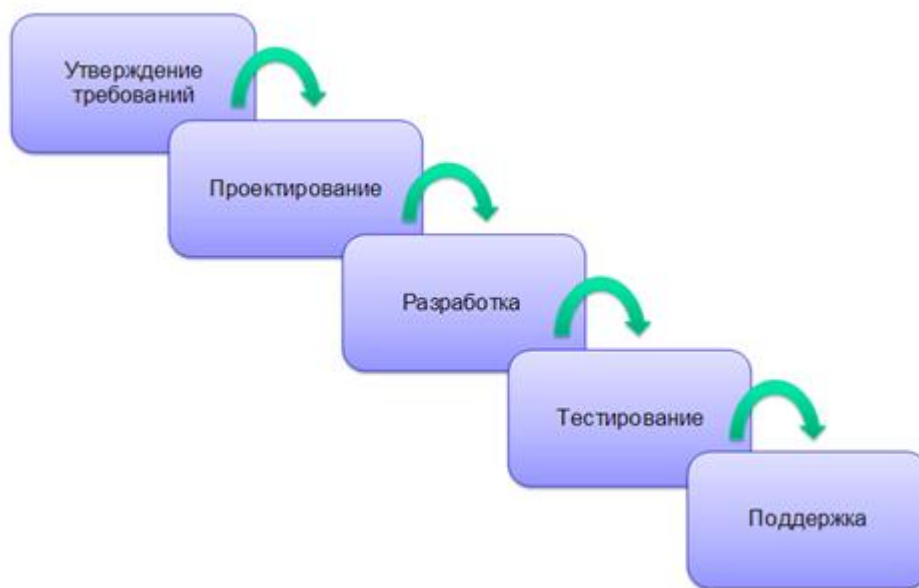 Утверждение
требований
Проектирование
Разработка
Тестирование
Поддержка